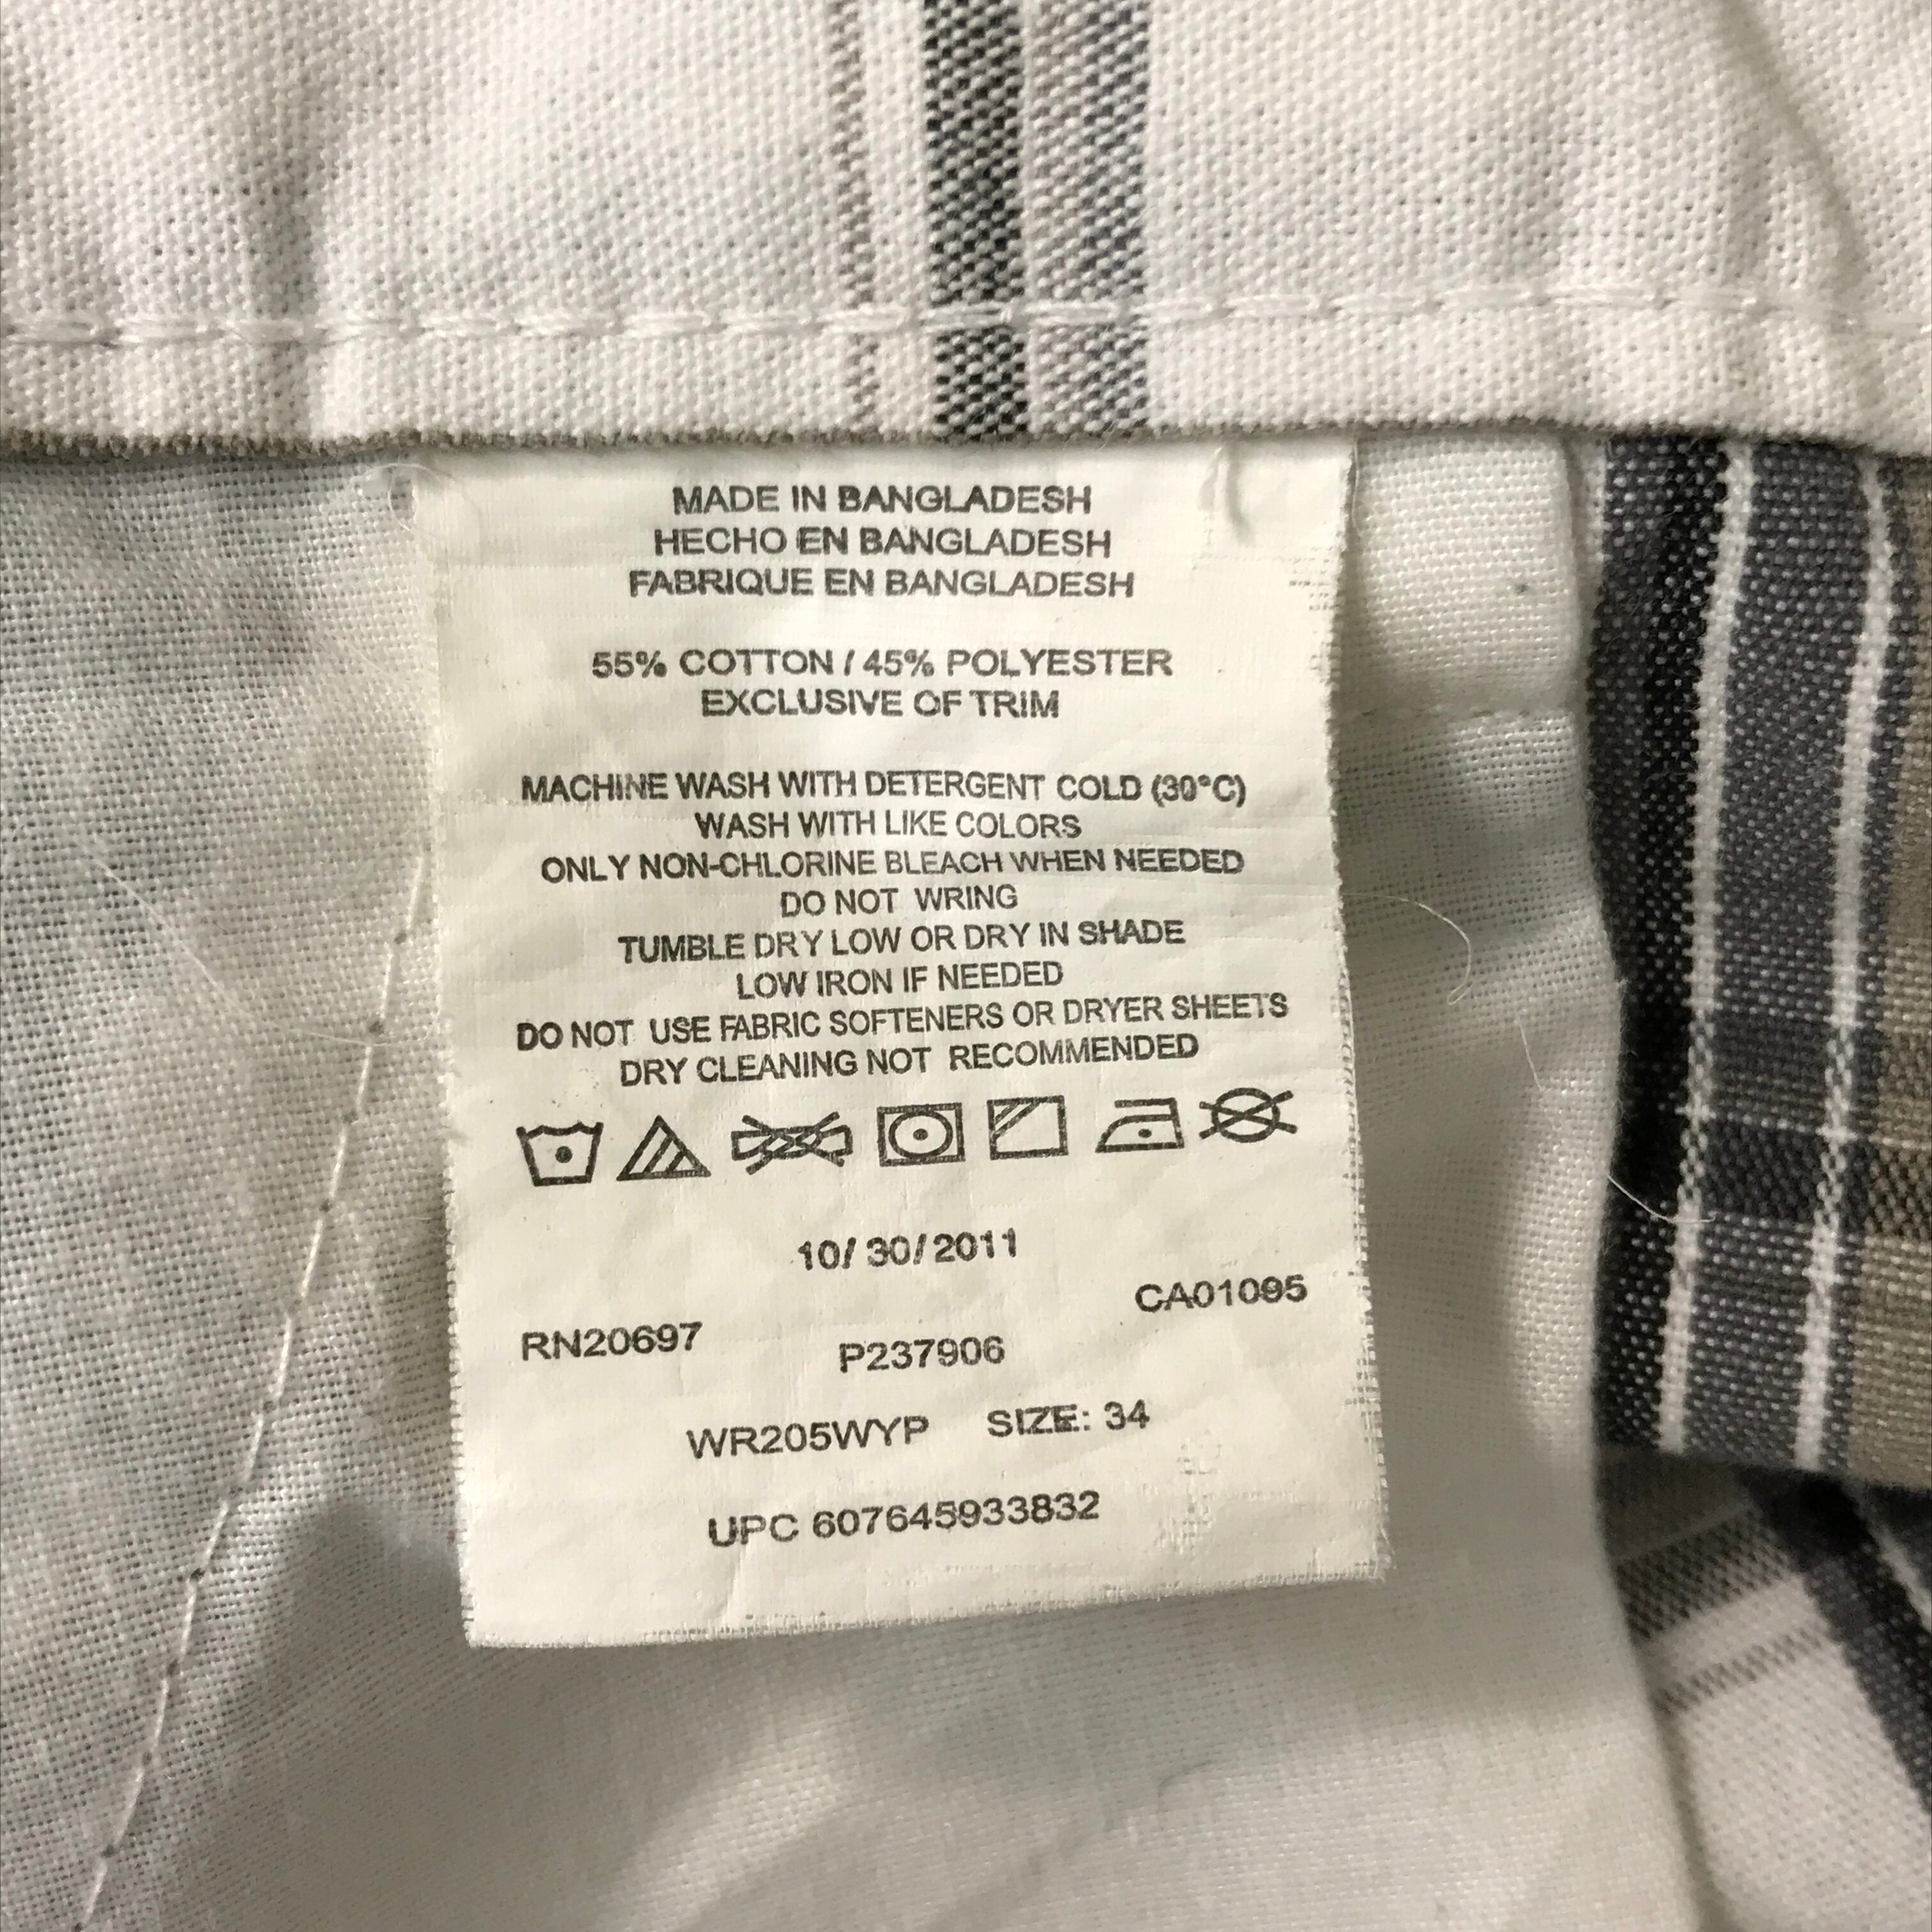 MADE IN BANGLADESH
HECHO EN BANGLADESH
FABRIQUE EN BANGLADESH
55% COTTON / 45% POLYESTER
EXCLUSIVE OF TRIM
MACHINE WASH WITH DETERGENT COLD (30°C)
WASH WITH LIKE COLORS
ONLY NON-CHLORINE BLEACH WHEN NEEDED
DO NOT WRING
TUMBLE DRY LOW OR DRY IN SHADE
LOW IRON IF NEEDED
DO NOT USE FABRIC SOFTENERS OR DRYER SHEETS
DRY CLEANING NOT RECOMMENDED
10/ 30/ 2011
CA01095
RN20697
P237906
WR205WYP SIZE: 34
UPC 607645933832